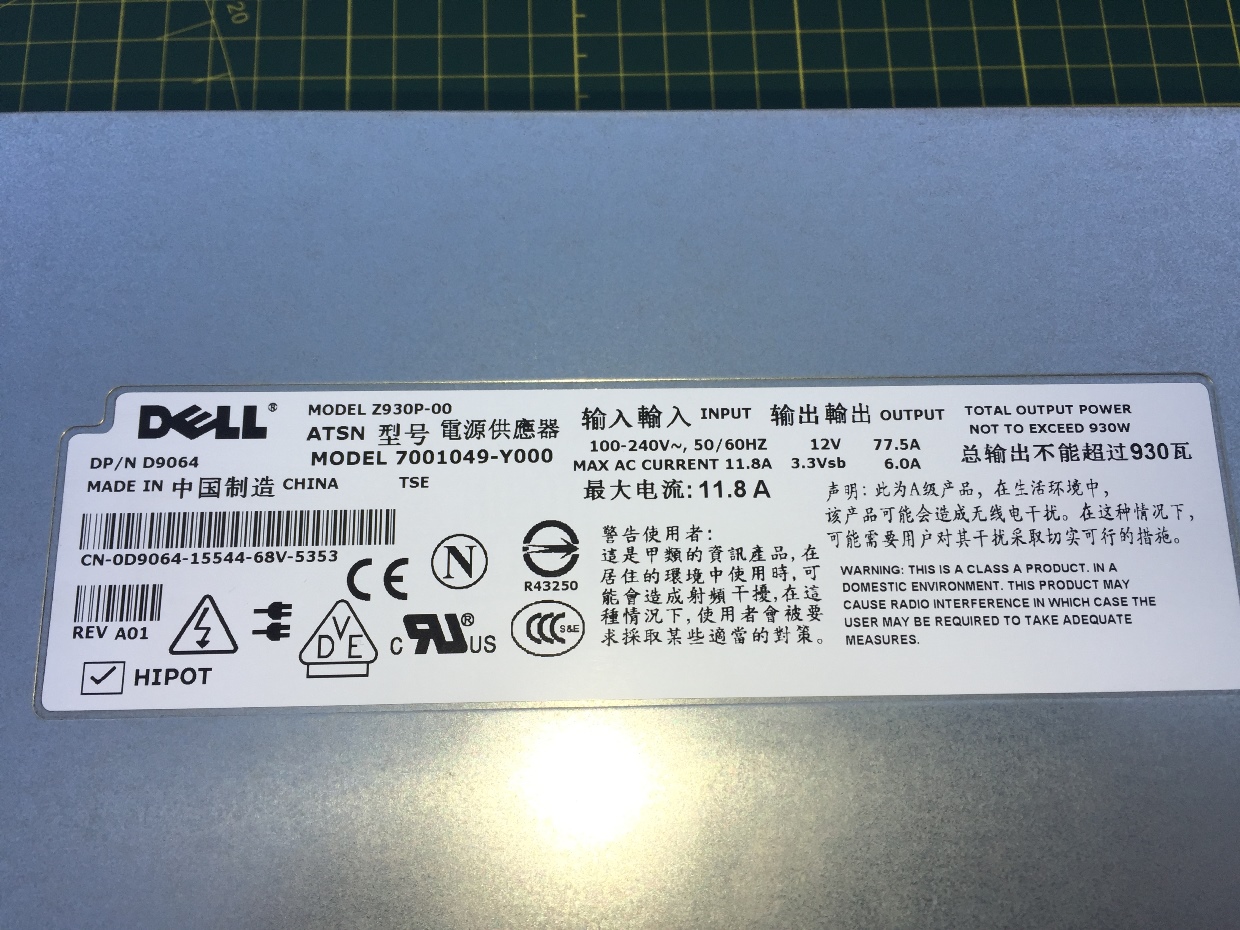 20
DELL®
MODEL Z930P-00
ATSN 型号 電源供應器
MODEL 7001049-Y000
DP/N D9064
MADE IN 中国制造 CHINA
TSE
CN-0D9064-15544-68V-5353
REV A01
HIPOT
CE
N
VDE
C RU® US
R43250
CCC S&E
输入 輸入 INPUT
100-240V~, 50/60HZ
MAX AC CURRENT 11.8A
最大电流: 11.8 A
输出 輸出 OUTPUT
12V 77.5A
3.3Vsb 6.0A
TOTAL OUTPUT POWER
NOT TO EXCEED 930W
总输出不能超过930瓦
警告使用者:
這是甲類的資訊產品, 在
居住的環境中使用時, 可
能會造成射頻干擾, 在這
種情況下, 使用者會被要
求採取某些適當的對策。
声明: 此为A级产品, 在生活环境中,
该产品可能会造成无线电干扰。在这种情况下,
可能需要用户对其干扰采取切实可行的措施。
WARNING: THIS IS A CLASS A PRODUCT. IN A
DOMESTIC ENVIRONMENT. THIS PRODUCT MAY
CAUSE RADIO INTERFERENCE IN WHICH CASE THE
USER MAY BE REQUIRED TO TAKE ADEQUATE
MEASURES.